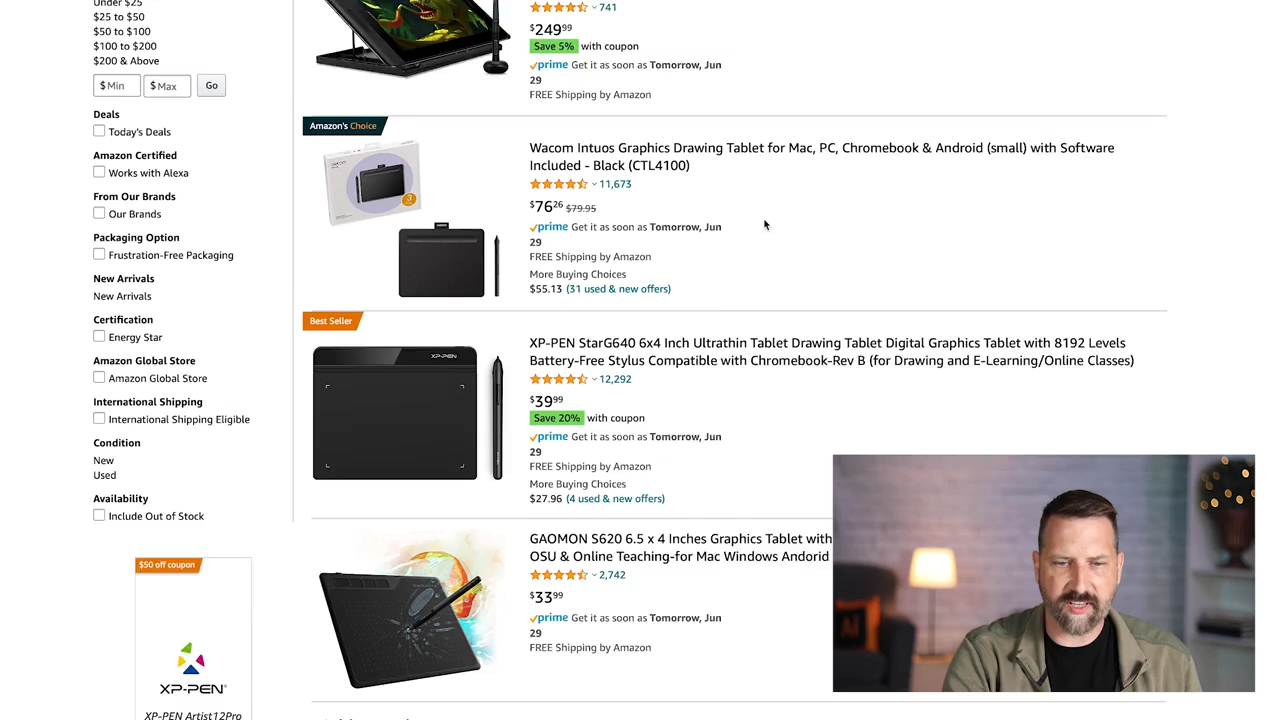 Under $25
$25 to $50
$50 to $100
$100 to $200
$200 & Above
$ Min
$ Max
Go
Deals
Today's Deals
Amazon Certified
Works with Alexa
From Our Brands
Our Brands
Packaging Option
Frustration-Free Packaging
New Arrivals
New Arrivals
Certification
Energy Star
Amazon Global Store
Amazon Global Store
International Shipping
International Shipping Eligible
Condition
New
Used
Availability
Include Out of Stock
$50 off coupon
XP-PEN
XP-PEN Artist12Pro
741
$249.99
Save 5% with coupon
prime Get it as soon as Tomorrow, Jun
29
FREE Shipping by Amazon
Amazon's Choice
Wacom Intuos Graphics Drawing Tablet for Mac, PC, Chromebook & Android (small) with Software
Included - Black (CTL4100)
11,673
$76.26 $79.95
prime Get it as soon as Tomorrow, Jun
29
FREE Shipping by Amazon
More Buying Choices
$55.13 (31 used & new offers)
Best Seller
XP-PEN
XP-PEN StarG640 6x4 Inch Ultrathin Tablet Drawing Tablet Digital Graphics Tablet with 8192 Levels
Battery-Free Stylus Compatible with Chromebook-Rev B (for Drawing and E-Learning/Online Classes)
12,292
$39.99
Save 20% with coupon
prime Get it as soon as Tomorrow, Jun
29
FREE Shipping by Amazon
More Buying Choices
$27.96 (4 used & new offers)
GAOMON S620 6.5 x 4 Inches Graphics Tablet with
OSU & Online Teaching-for Mac Windows Andorid
2,742
$33.99
prime Get it as soon as Tomorrow, Jun
29
FREE Shipping by Amazon
Ai